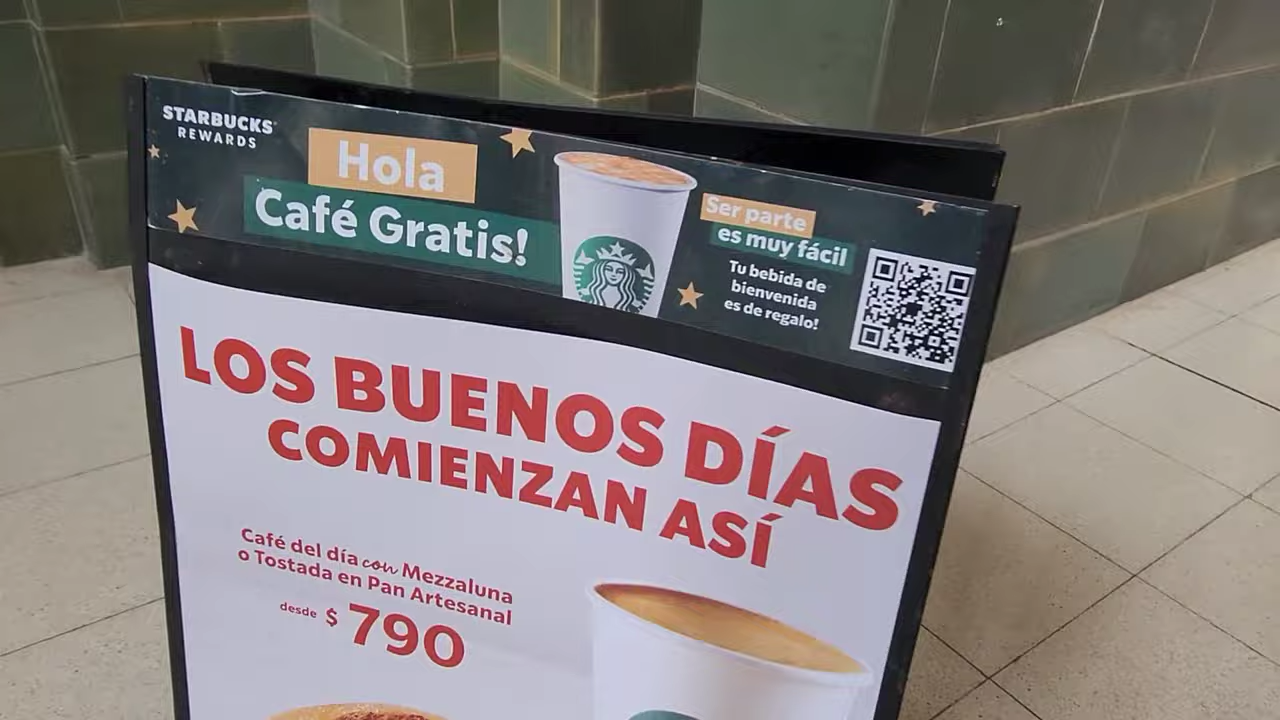 STARBUCKS
REWARDS
Hola
Café Gratis!
Ser parte
es muy fácil
Tu bebida de
bienvenida
es de regalo!
LOS BUENOS DÍAS
COMIENZAN ASÍ
Café del día con Mezzaluna
o Tostada en Pan Artesanal
desde $ 790